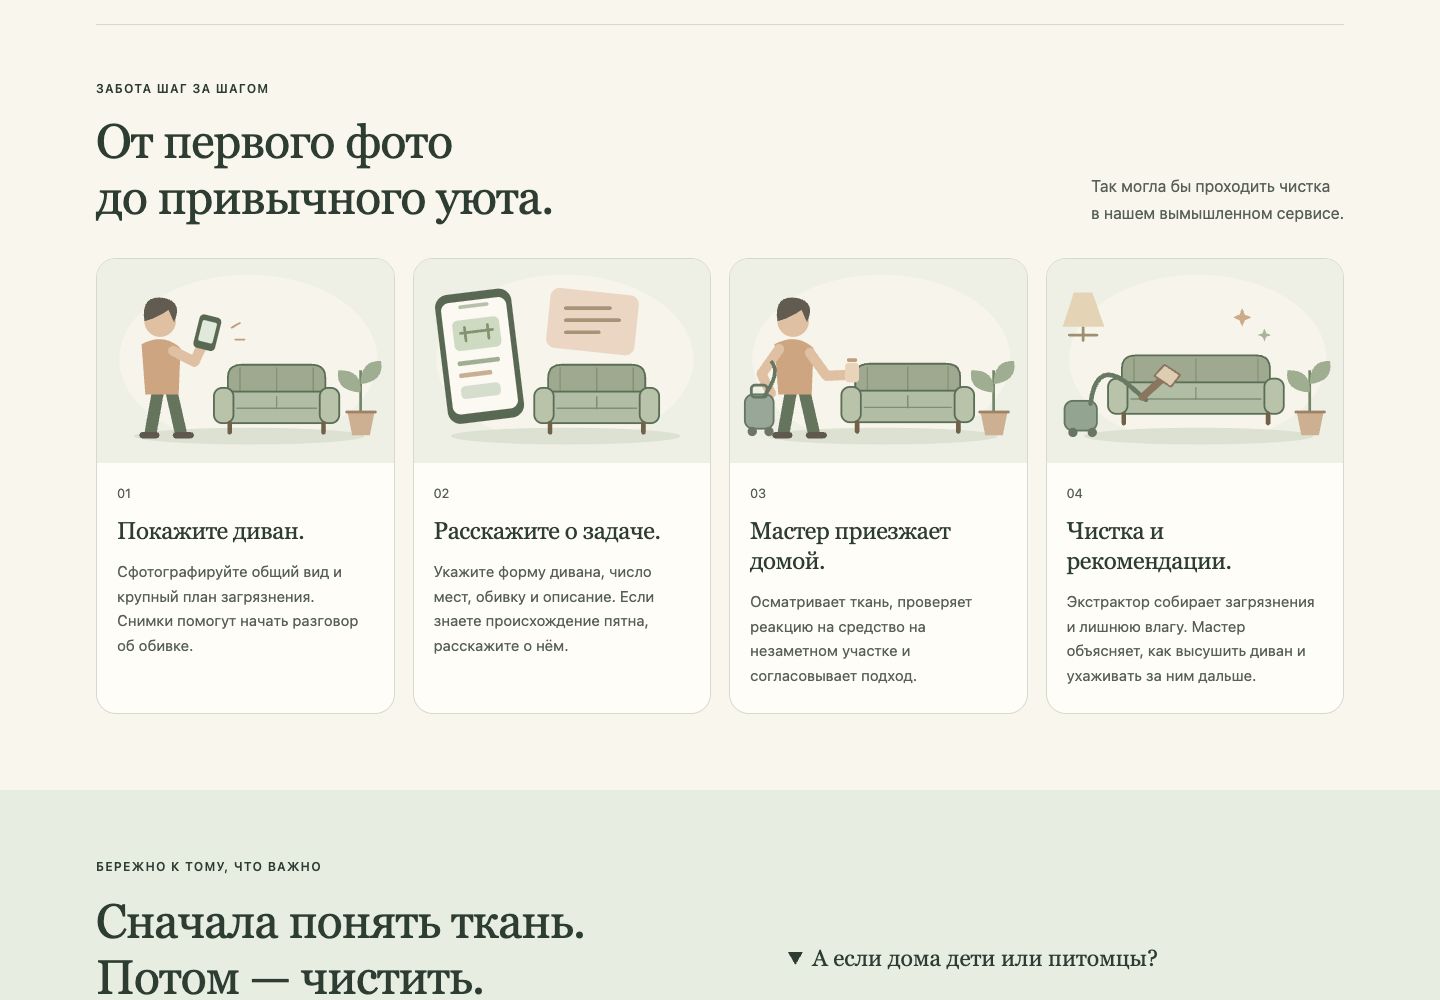 ЗАБОТА ШАГ ЗА ШАГОМ
От первого фото
до привычного уюта.
Так могла бы проходить чистка
в нашем вымышленном сервисе.
01
Покажите диван.
Сфотографируйте общий вид и
крупный план загрязнения.
Снимки помогут начать разговор
об обивке.
02
Расскажите о задаче.
Укажите форму дивана, число
мест, обивку и описание. Если
знаете происхождение пятна,
расскажите о нём.
03
Мастер приезжает
домой.
Осматривает ткань, проверяет
реакцию на средство на
незаметном участке и
согласовывает подход.
04
Чистка и
рекомендации.
Экстрактор собирает загрязнения
и лишнюю влагу. Мастер
объясняет, как высушить диван и
ухаживать за ним дальше.
БЕРЕЖНО К ТОМУ, ЧТО ВАЖНО
Сначала понять ткань.
Потом — чистить.
А если дома дети или питомцы?